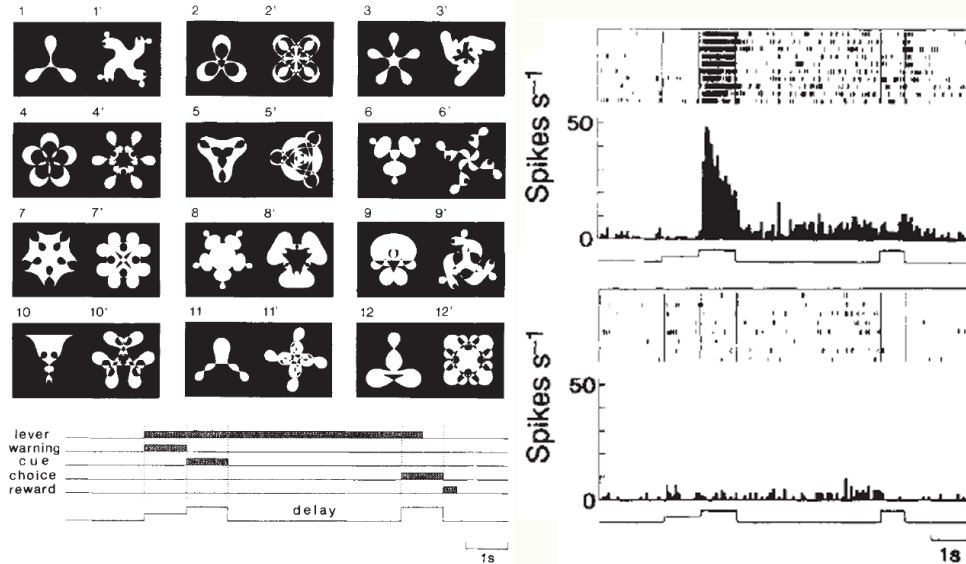 1 1' 2 2' 3 3'
4 4' 5 5' 6 6'
7 7' 8 8' 9 9'
10 10' 11 11' 12 12'
lever
warning
cue
choice
reward
delay
1s
Spikes s⁻¹
50
0
Spikes s⁻¹
50
0
1s